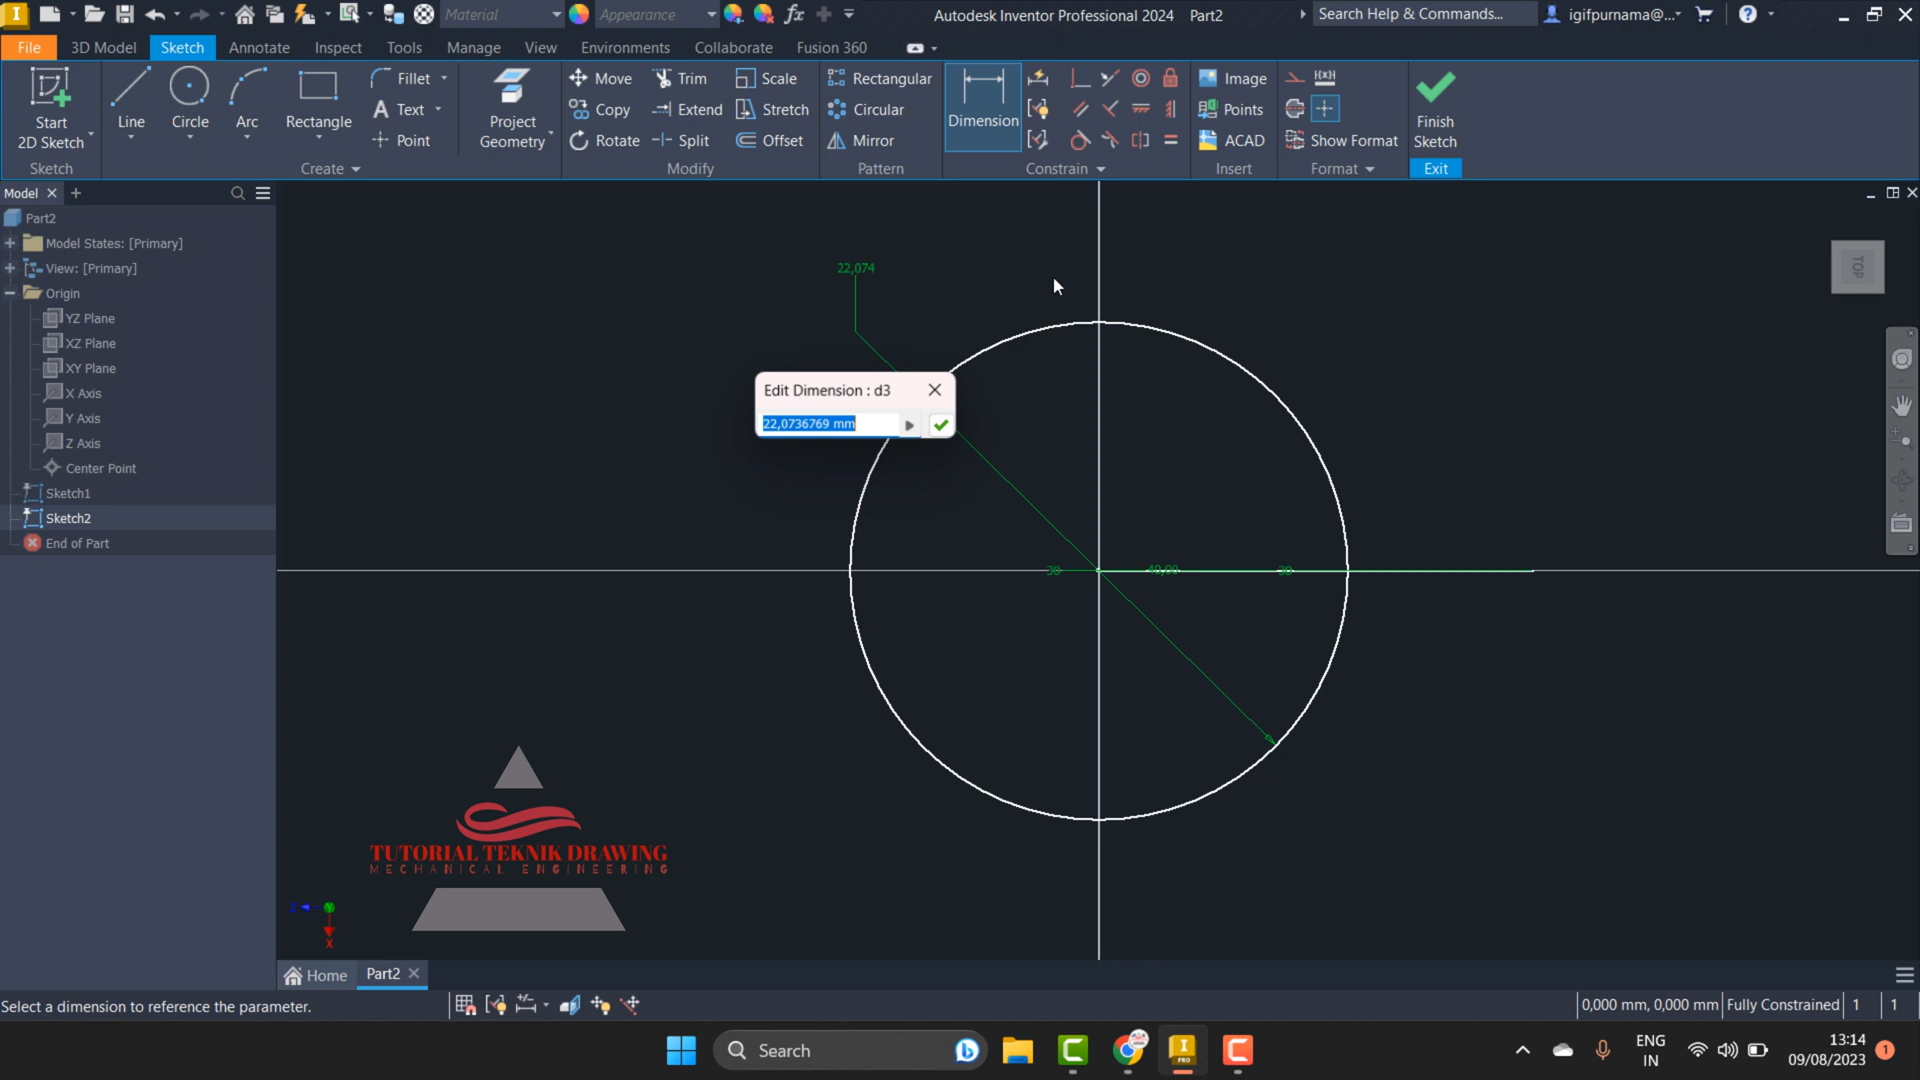 Material
Appearance
fx
Autodesk Inventor Professional 2024 Part2
Search Help & Commands...
igifpurnama@...
File 3D Model Sketch Annotate Inspect Tools Manage View Environments Collaborate Fusion 360
Start
2D Sketch
Line
Circle
Arc
Rectangle
Fillet
A Text
Point
Project
Geometry
Move
Copy
Rotate
Trim
Extend
Split
Scale
Stretch
Offset
Rectangular
Circular
Mirror
Dimension
Image
Points
ACAD
Show Format
Finish
Sketch
Sketch
Create
Modify
Pattern
Constrain
Insert
Format
Exit
Model
Part2
Model States: [Primary]
View: [Primary]
Origin
YZ Plane
XZ Plane
XY Plane
X Axis
Y Axis
Z Axis
Center Point
Sketch1
Sketch2
End of Part
22,074
TOP
Edit Dimension : d3
22,0736769 mm
30
40,00
30
TUTORIAL TEKNIK DRAWING
MECHANICAL ENGINEERING
Z
X
Home
Part2
Select a dimension to reference the parameter.
0,000 mm, 0,000 mm Fully Constrained 1 1
Search
ENG
IN
13:14
09/08/2023
1